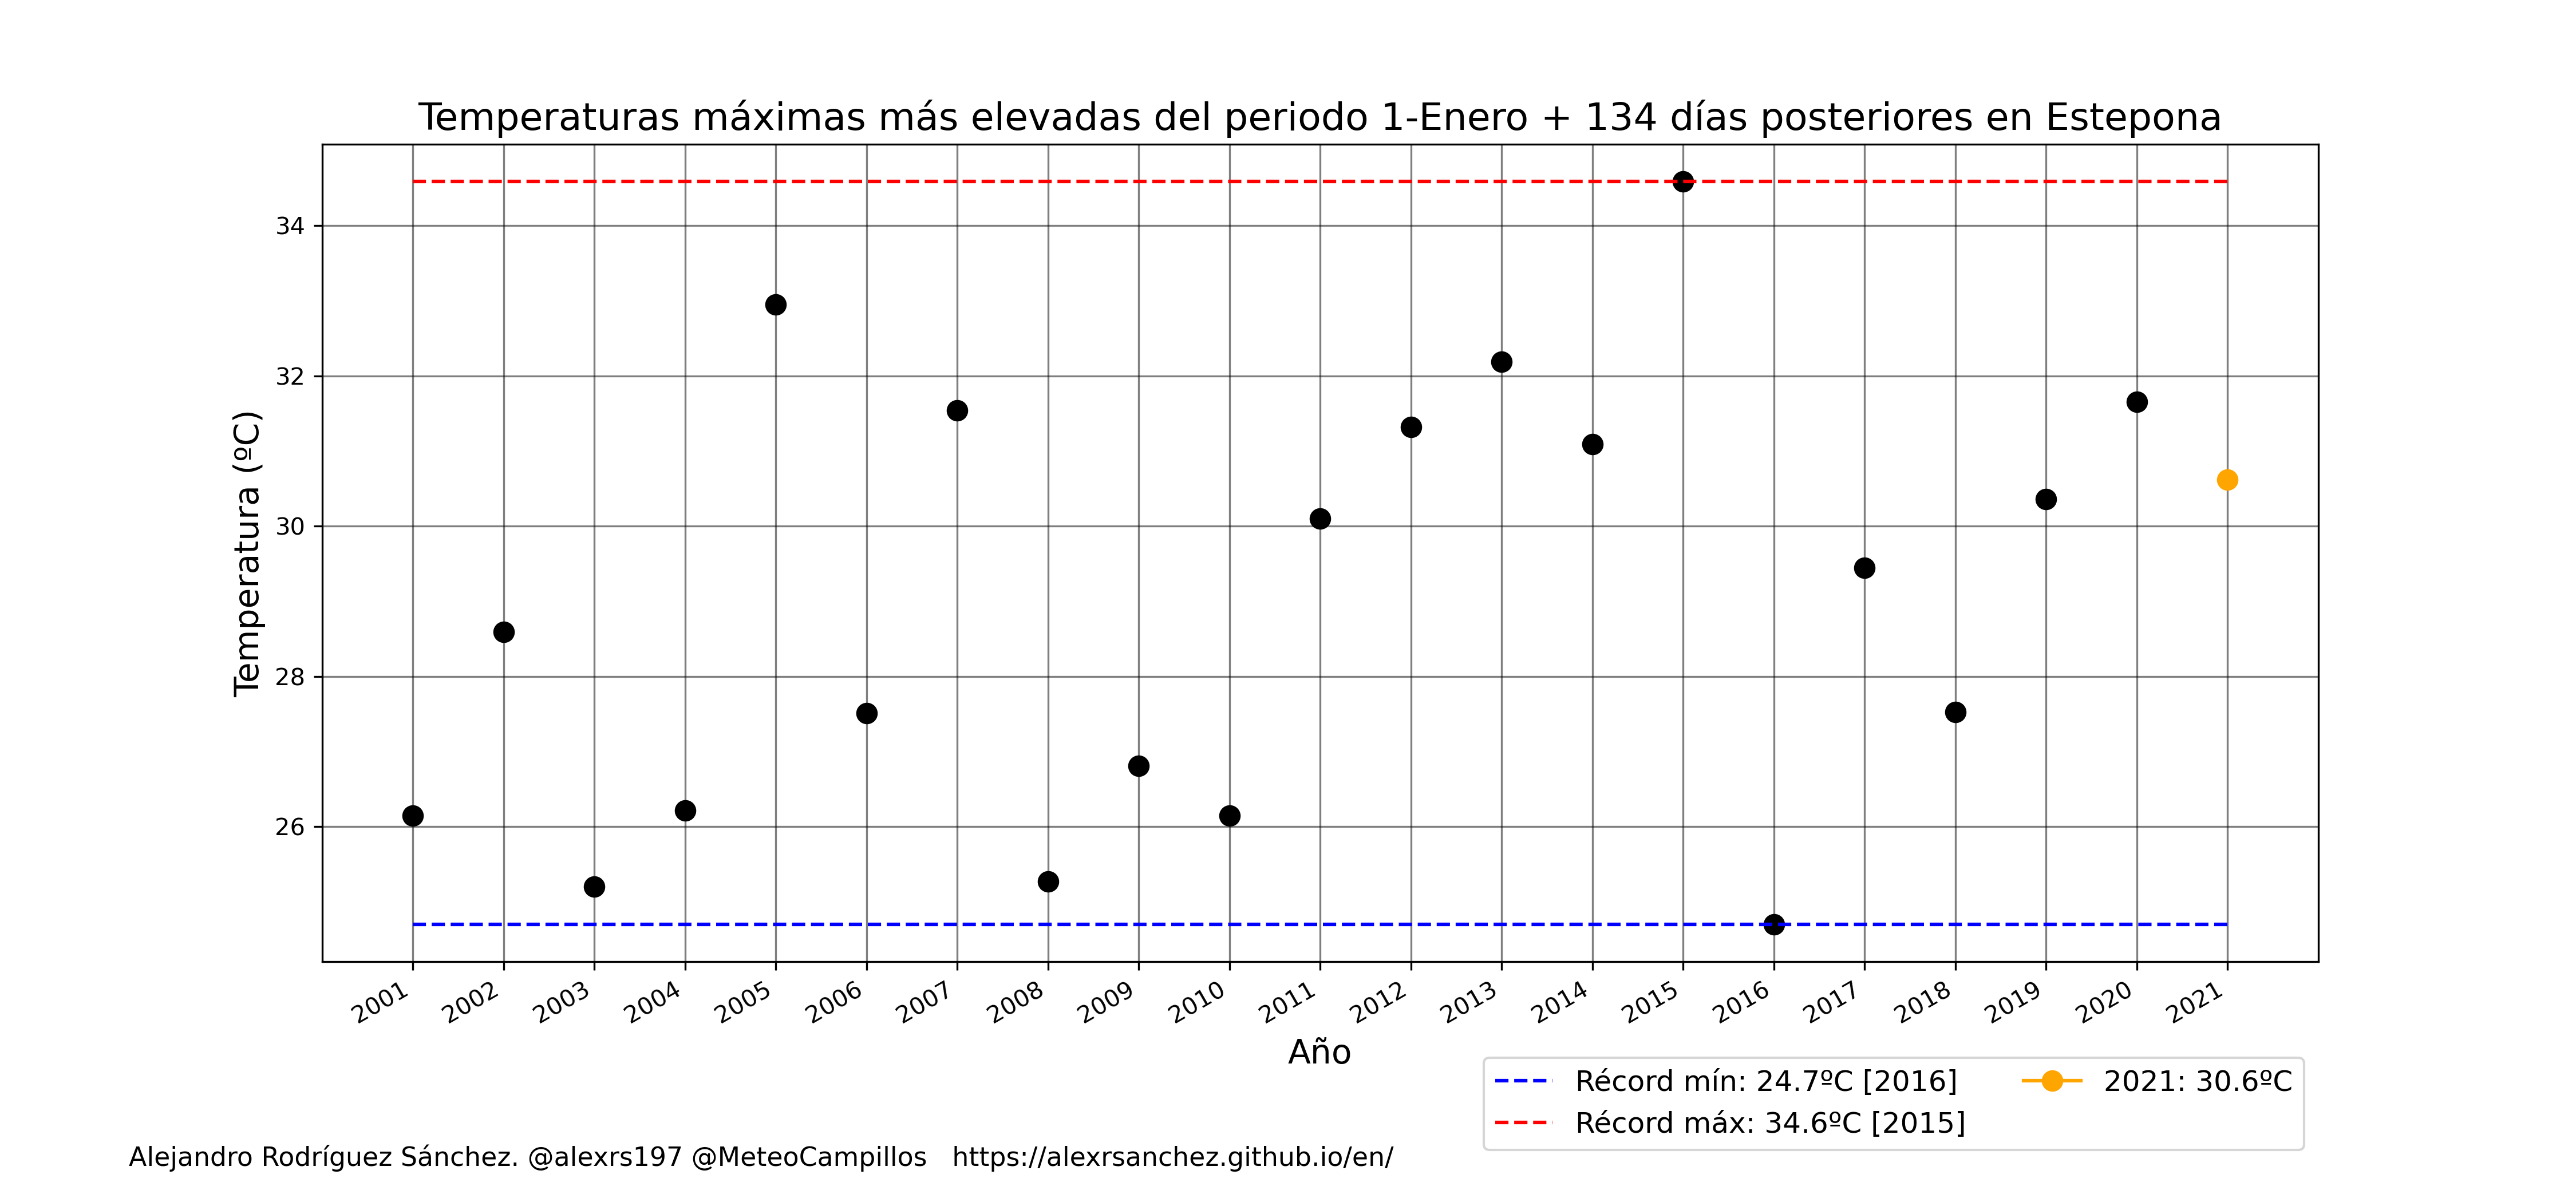 Temperaturas máximas más elevadas del periodo 1-Enero + 134 días posteriores en Estepona
Temperatura (ºC)
34
32
30
28
26
2001 2002 2003 2004 2005 2006 2007 2008 2009 2010 2011 2012 2013 2014 2015 2016 2017 2018 2019 2020 2021
Año
Récord mín: 24.7ºC [2016]
Récord máx: 34.6ºC [2015]
2021: 30.6ºC
Alejandro Rodríguez Sánchez. @alexrs197 @MeteoCampillos https://alexrsanchez.github.io/en/